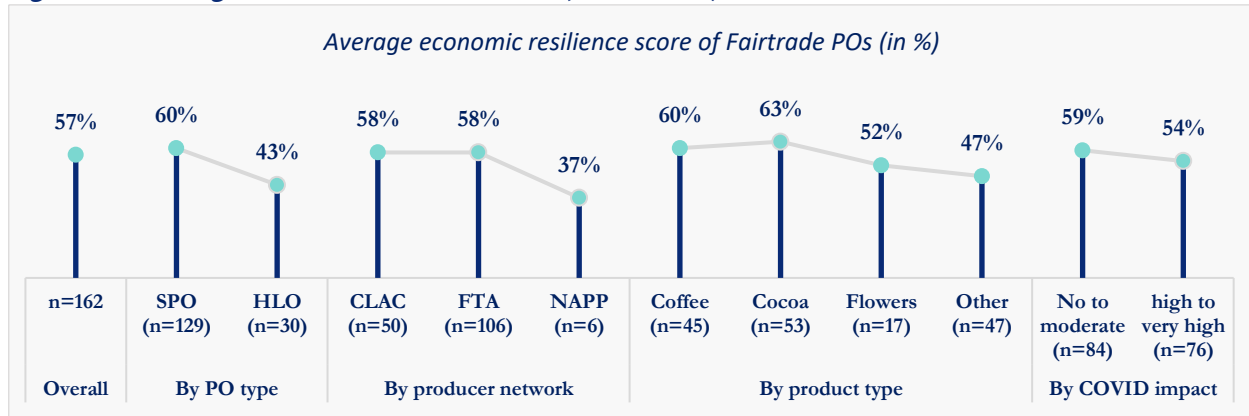 Average economic resilience score of Fairtrade POs (in %)
57%
60%
43%
58%
58%
37%
60%
63%
52%
47%
59%
54%
n=162
SPO
(n=129)
HLO
(n=30)
CLAC
(n=50)
FTA
(n=106)
NAPP
(n=6)
Coffee
(n=45)
Cocoa
(n=53)
Flowers
(n=17)
Other
(n=47)
No to
moderate
(n=84)
high to
very high
(n=76)
Overall
By PO type
By producer network
By product type
By COVID impact